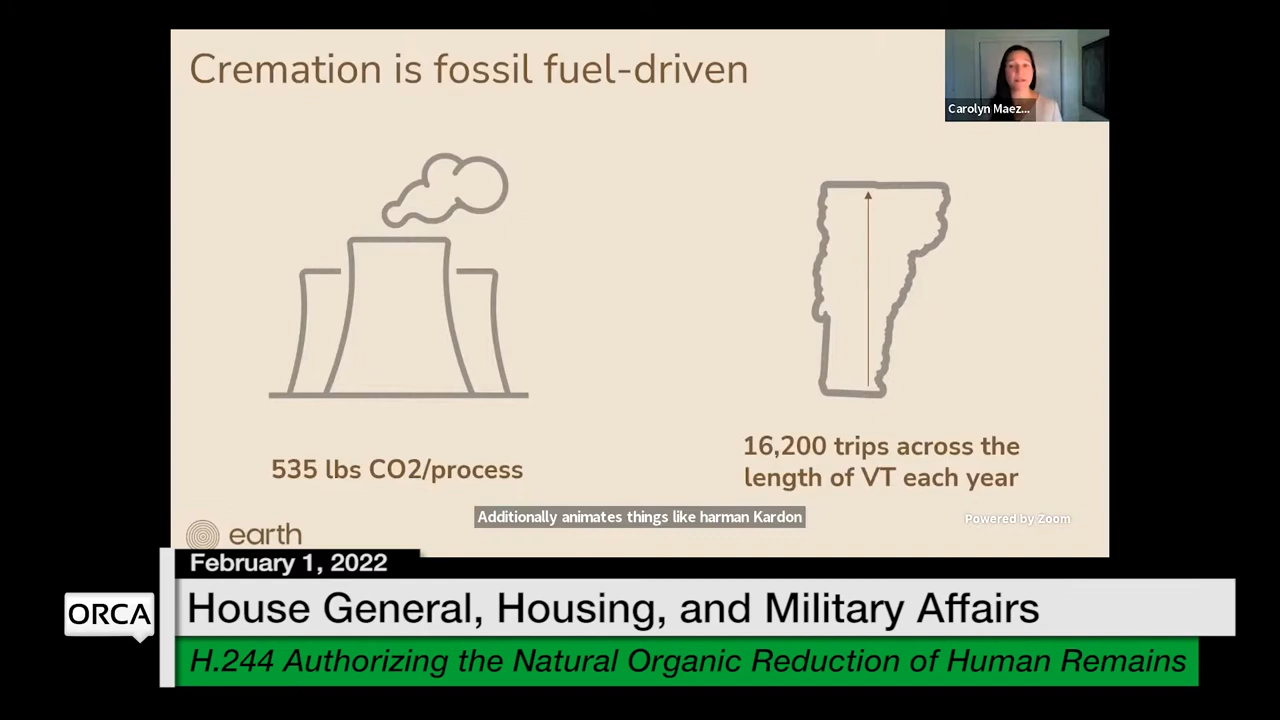 Cremation is fossil fuel-driven
Carolyn Maez...
535 lbs CO2/process
16,200 trips across the
length of VT each year
Additionally animates things like harman Kardon
Powered by Zoom
earth
February 1, 2022
ORCA
House General, Housing, and Military Affairs
H.244 Authorizing the Natural Organic Reduction of Human Remains